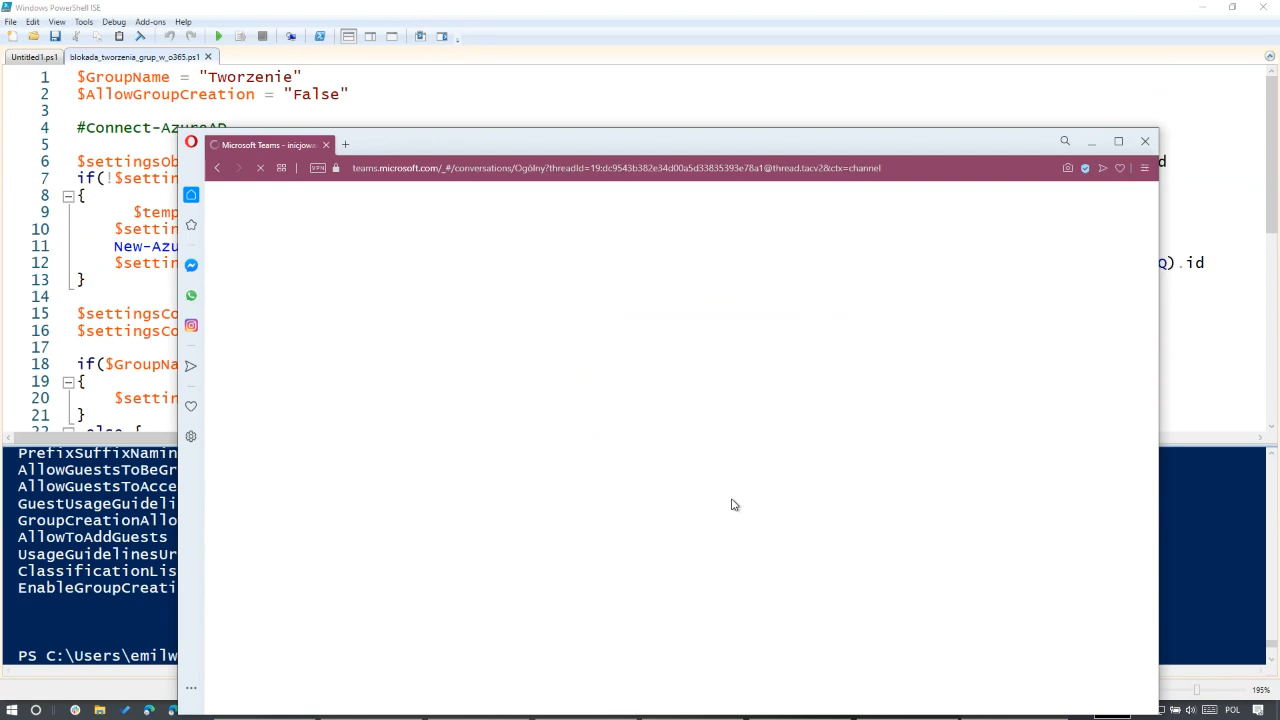 Windows PowerShell ISE
File Edit View Tools Debug Add-ons Help
Untitled1.ps1 blokada_tworzenia_grup_w_o365.ps1
1 $GroupName = "Tworzenie"
2 $AllowGroupCreation = "False"
3
4 #Connect-AzureAD
5
6 $settingsOb
7 if(!$settin
8 {
9 $temp
10 $settin
11 New-Azu
12 $settin Q).id
13 }
14
15 $settingsCo
16 $settingsCo
17
18 if($GroupNa
19 {
20 $settin
21 }
else {
Microsoft Teams - inicjowa
VPN teams.microsoft.com/_#/conversations/Ogólny?threadId=19:dc9543b382e34d00a5d33835393e78a1@thread.tacv2&ctx=channel
PrefixSuffixNamin
AllowGuestsToBeGr
AllowGuestsToAcce
GuestUsageGuideli
GroupCreationAllo
AllowToAddGuests
UsageGuidelinesUr
ClassificationLis
EnableGroupCreati
PS C:\Users\emilw
195%
POL